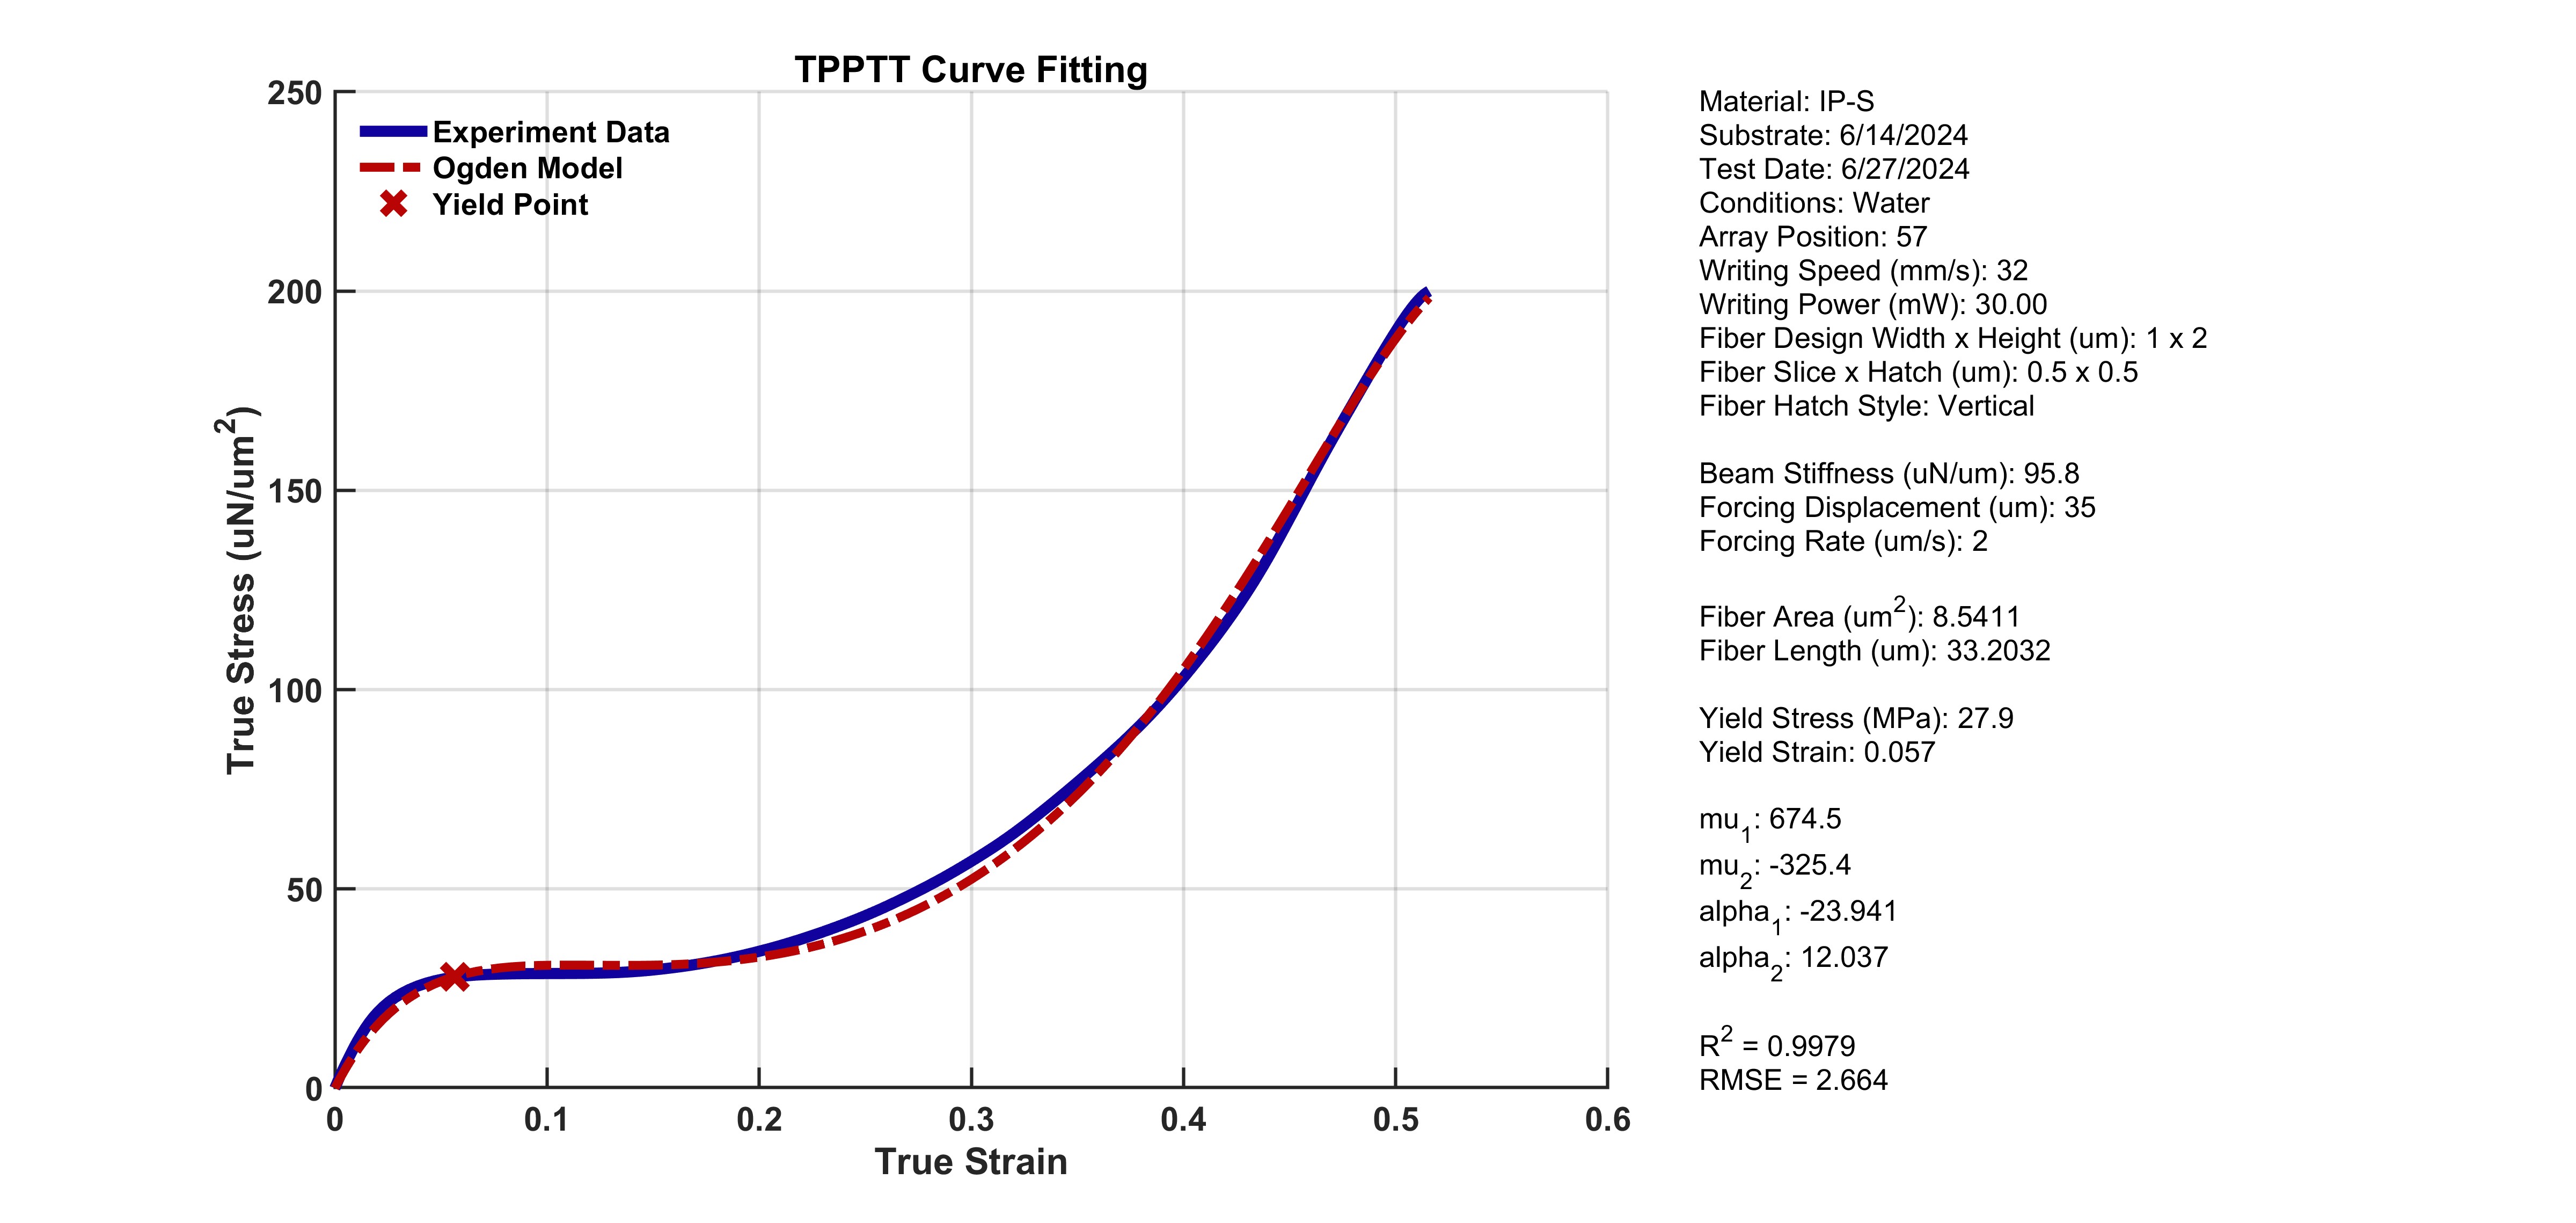 TPPTT Curve Fitting
250
200
150
100
50
0
True Stress (uN/um²)
Experiment Data
Ogden Model
Yield Point
0 0.1 0.2 0.3 0.4 0.5 0.6
True Strain
Material: IP-S
Substrate: 6/14/2024
Test Date: 6/27/2024
Conditions: Water
Array Position: 57
Writing Speed (mm/s): 32
Writing Power (mW): 30.00
Fiber Design Width x Height (um): 1 x 2
Fiber Slice x Hatch (um): 0.5 x 0.5
Fiber Hatch Style: Vertical
Beam Stiffness (uN/um): 95.8
Forcing Displacement (um): 35
Forcing Rate (um/s): 2
Fiber Area (um²): 8.5411
Fiber Length (um): 33.2032
Yield Stress (MPa): 27.9
Yield Strain: 0.057
mu₁: 674.5
mu₂: -325.4
alpha₁: -23.941
alpha₂: 12.037
R² = 0.9979
RMSE = 2.664